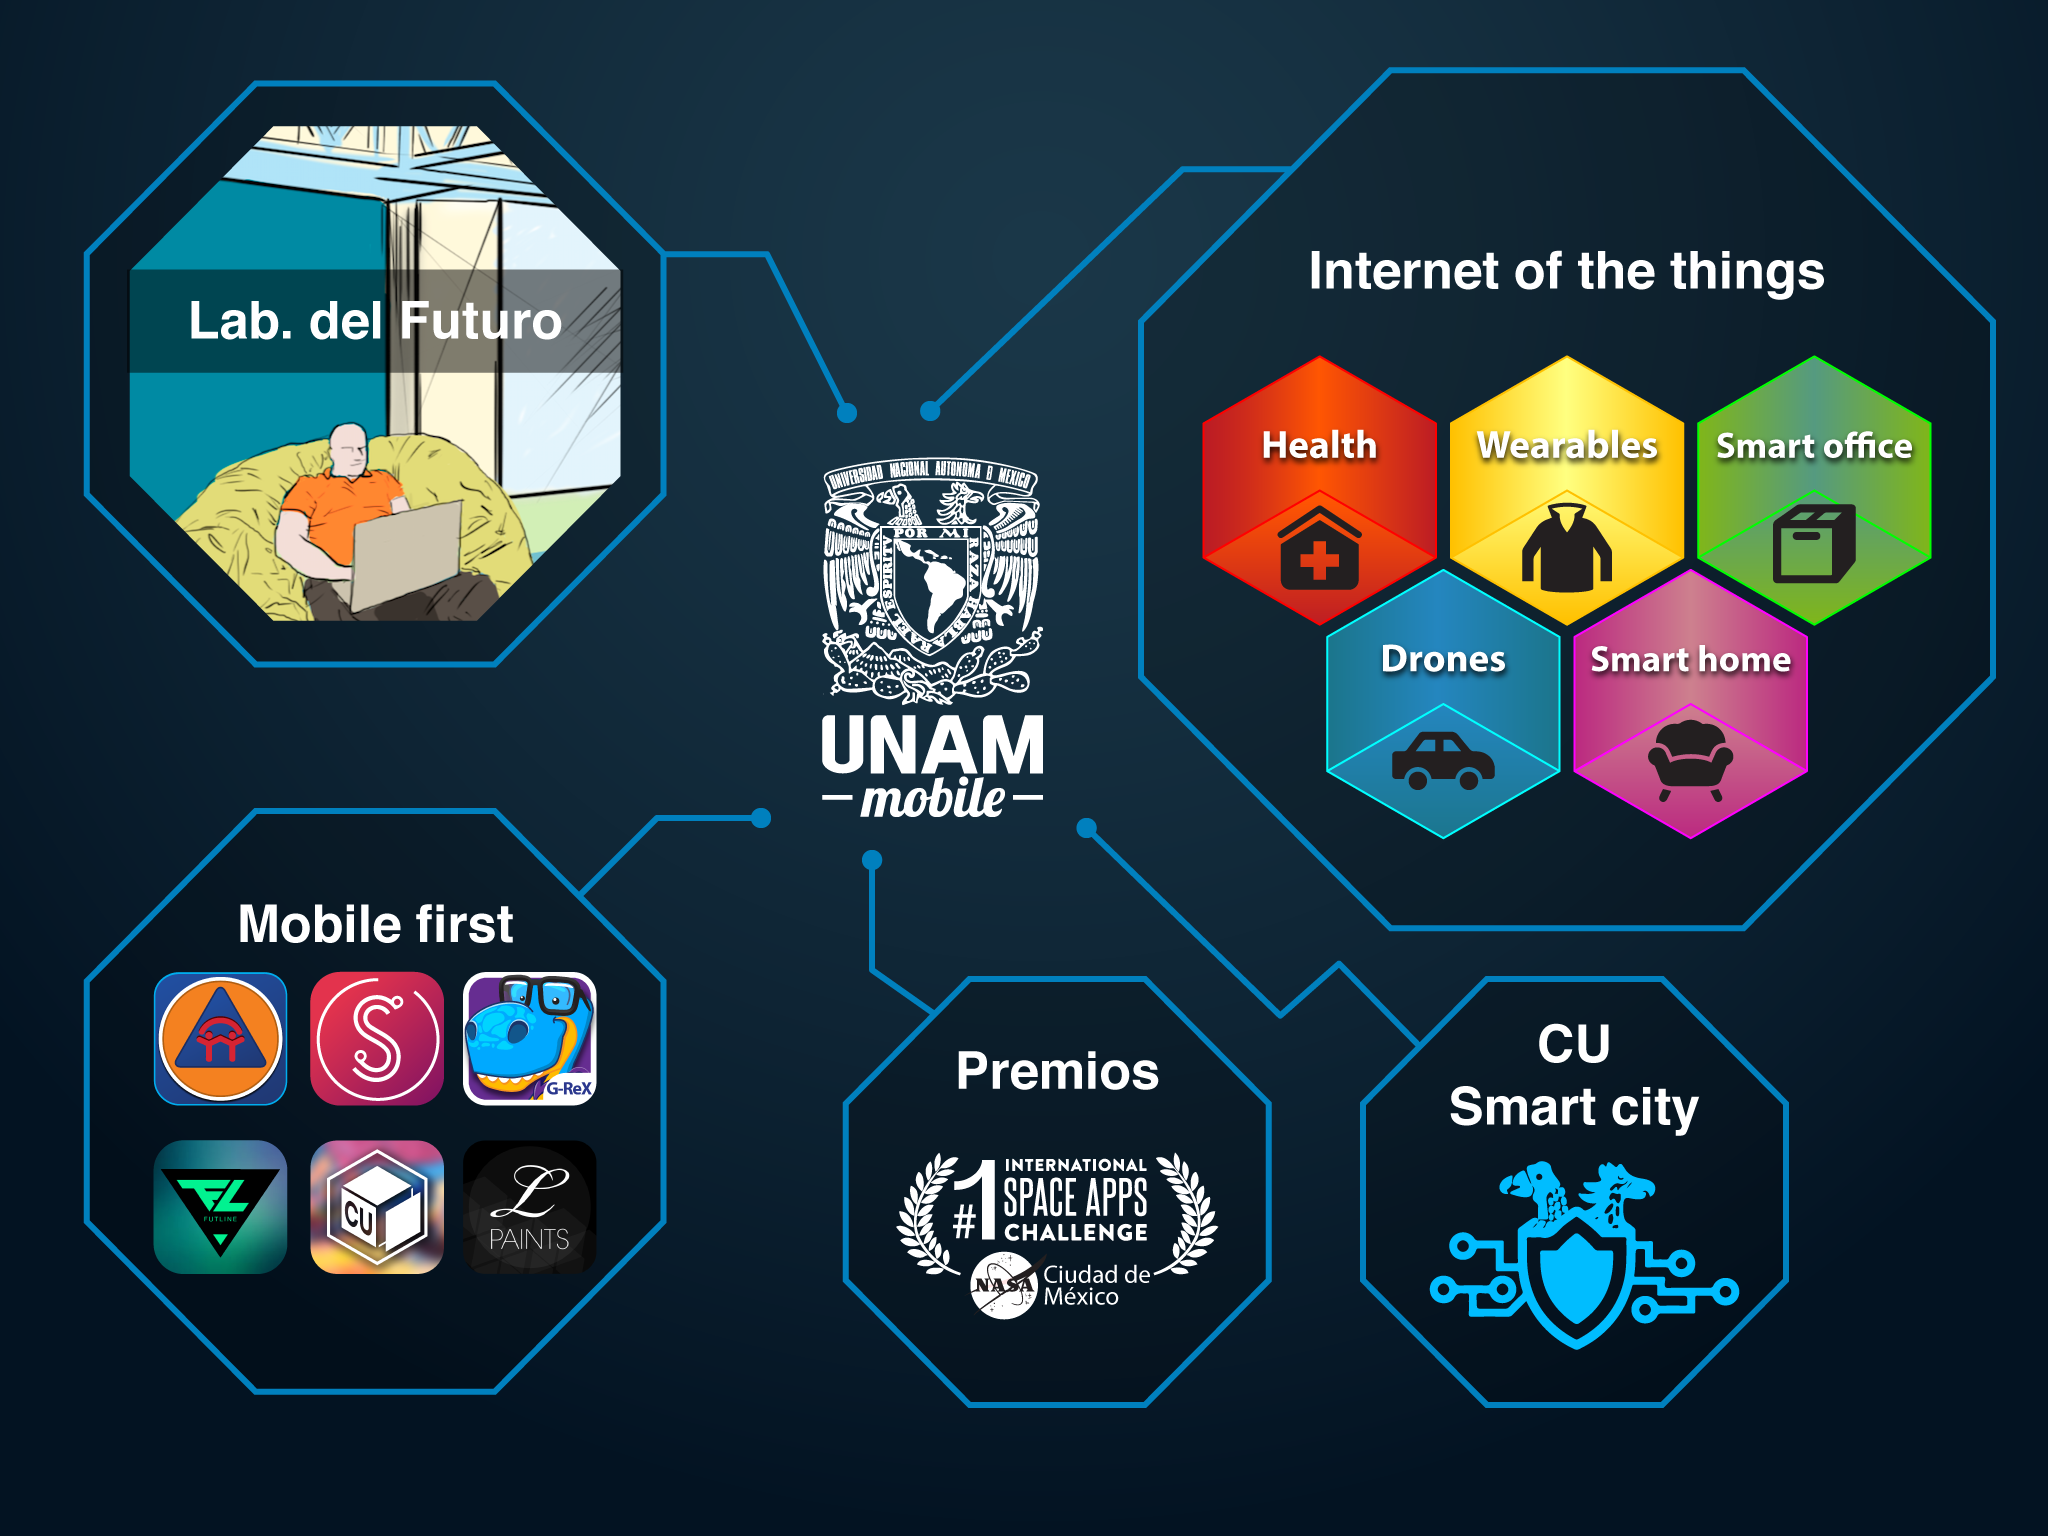 Lab. del Futuro
Internet of the things
Health
Wearables
Smart office
Drones
Smart home
UNIVERSIDAD NACIONAL AUTONOMA D MEXICO
POR MI RAZA HABLARA EL ESPIRITV
UNAM
mobile
Mobile first
S
G-ReX
FL
FUTLINE
CU
L
PAINTS
Premios
#1 INTERNATIONAL
SPACE APPS
CHALLENGE
NASA
Ciudad de
México
CU
Smart city